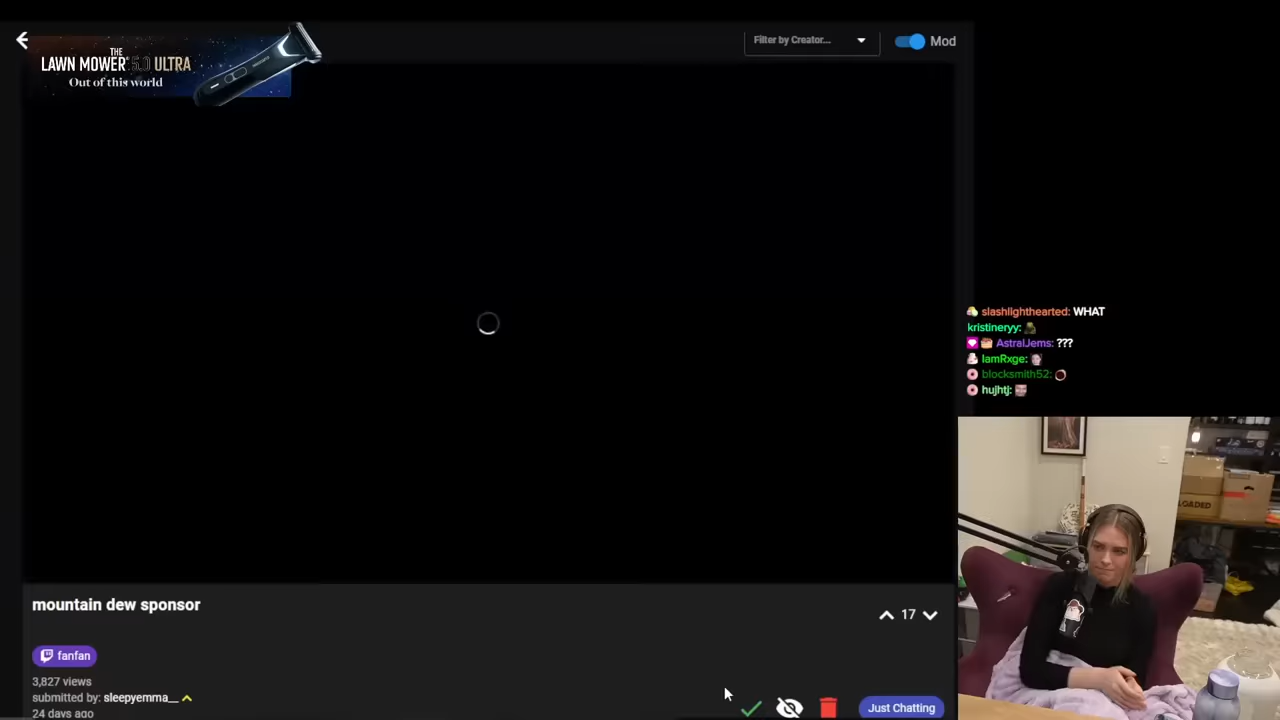 THE
LAWN MOWER 5.0 ULTRA
Out of this world
Filter by Creator...
Mod
slashlighthearted: WHAT
kristineryy:
AstralJems: ???
IamRxge:
blocksmith52:
hujhtj:
LOADED
mountain dew sponsor
17
fanfan
3,827 views
submitted by: sleepyemma__
24 days ago
Just Chatting